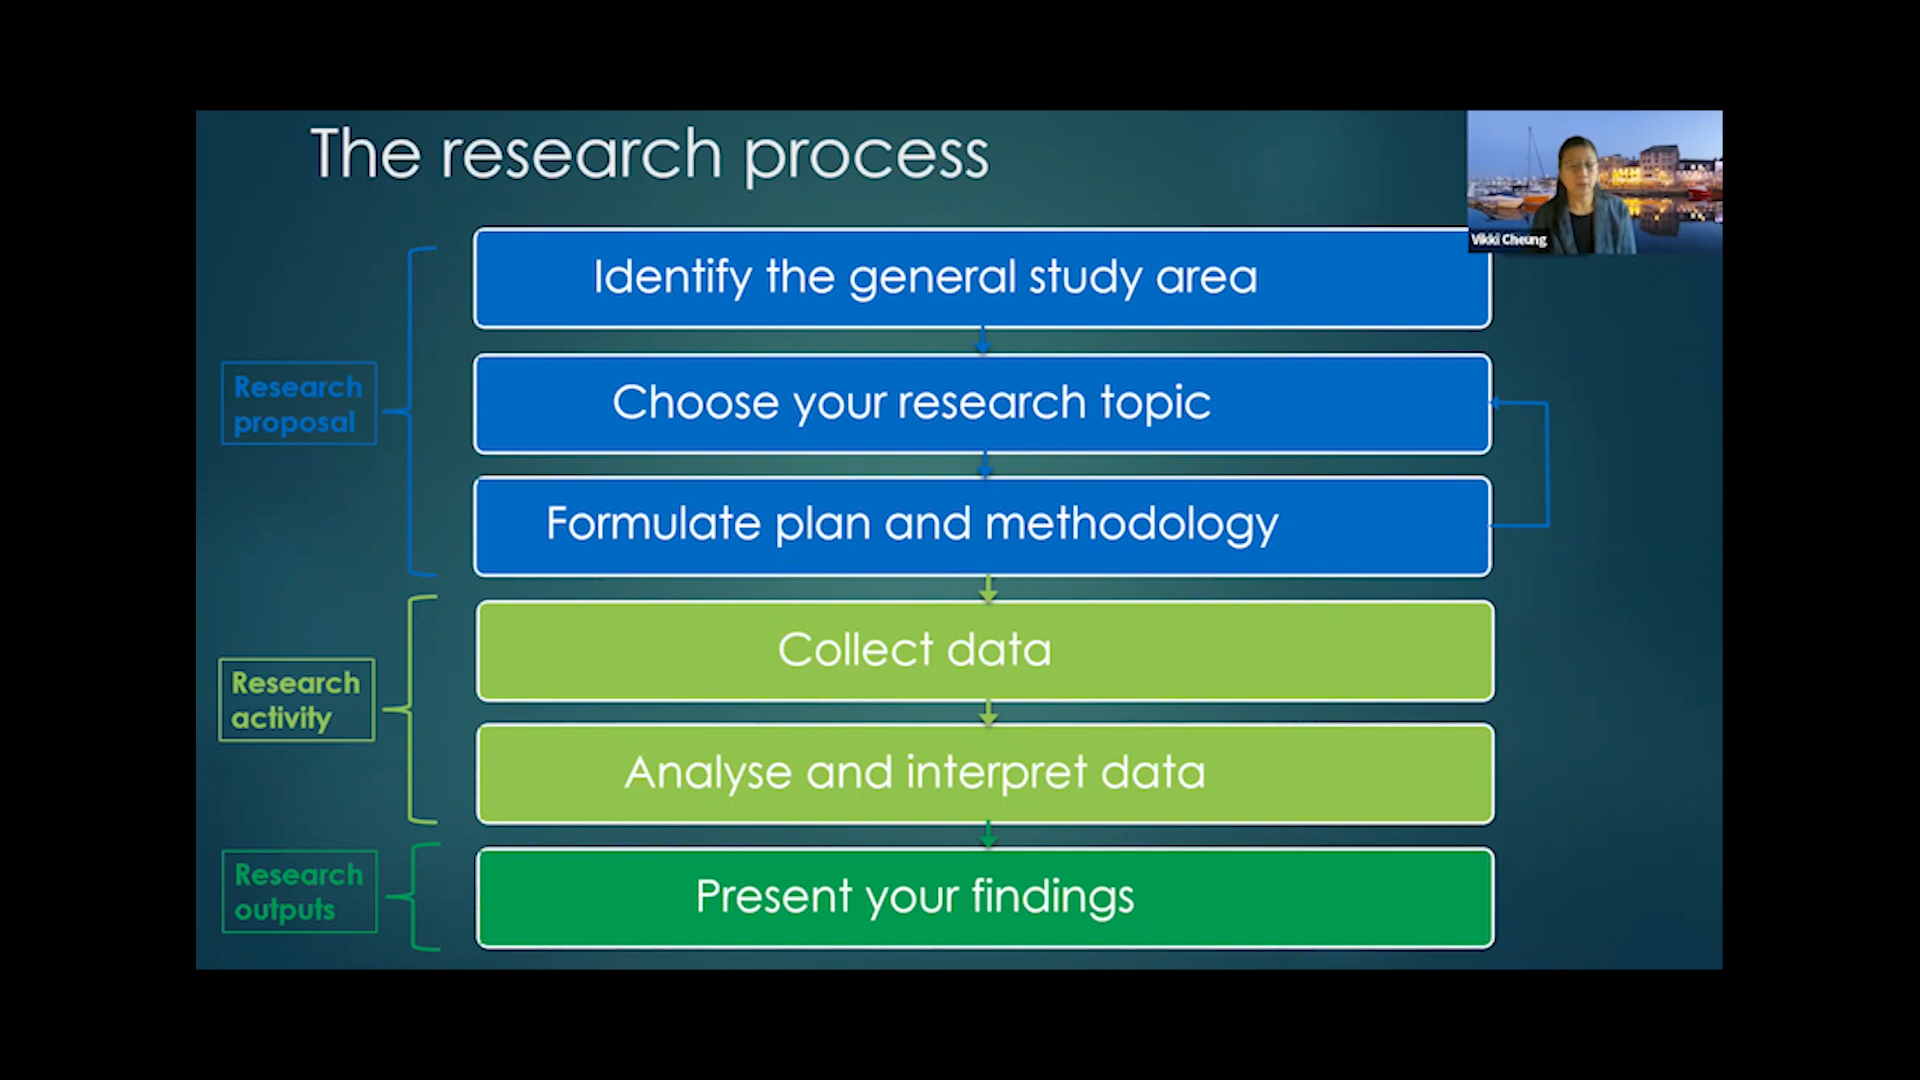 The research process
Vikki Cheung
Identify the general study area
Research
proposal
Choose your research topic
Formulate plan and methodology
Research
activity
Collect data
Analyse and interpret data
Research
outputs
Present your findings